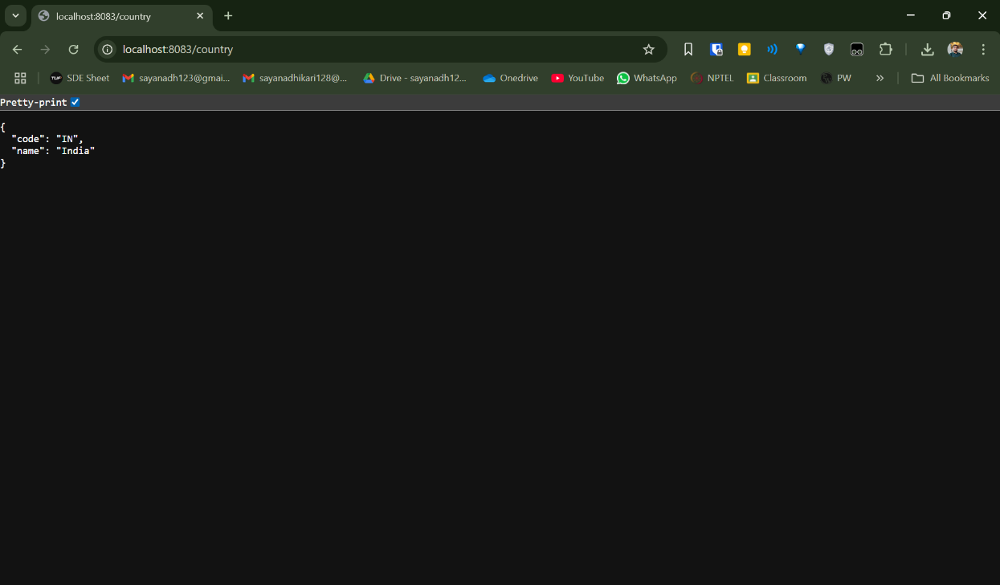 localhost:8083/country
localhost:8083/country
SDE Sheet sayanadh123@gmai... sayanadhikari128@... Drive - sayanadh12... Onedrive YouTube WhatsApp NPTEL Classroom PW » All Bookmarks
Pretty-print
{
"code": "IN",
"name": "India"
}